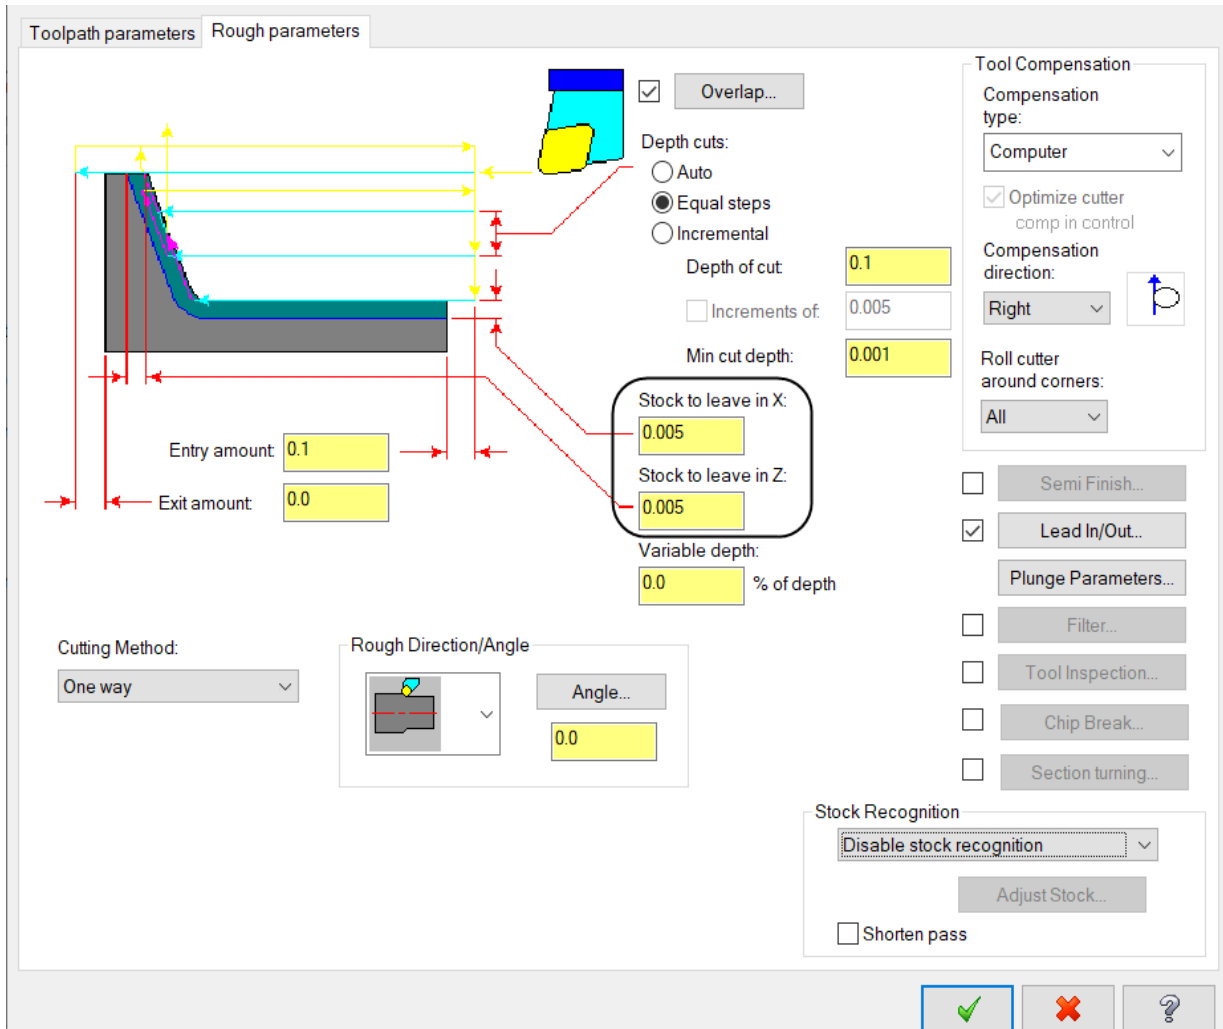 Toolpath parameters
Rough parameters
Overlap...
Depth cuts:
Auto
Equal steps
Incremental
Depth of cut:
0.1
Increments of:
0.005
Min cut depth:
0.001
Stock to leave in X:
0.005
Stock to leave in Z:
0.005
Variable depth:
0.0
% of depth
Entry amount:
0.1
Exit amount:
0.0
Cutting Method:
One way
Rough Direction/Angle
Angle...
0.0
Tool Compensation
Compensation
type:
Computer
Optimize cutter
comp in control
Compensation
direction:
Right
Roll cutter
around corners:
All
Semi Finish...
Lead In/Out...
Plunge Parameters...
Filter...
Tool Inspection...
Chip Break...
Section turning...
Stock Recognition
Disable stock recognition
Adjust Stock...
Shorten pass